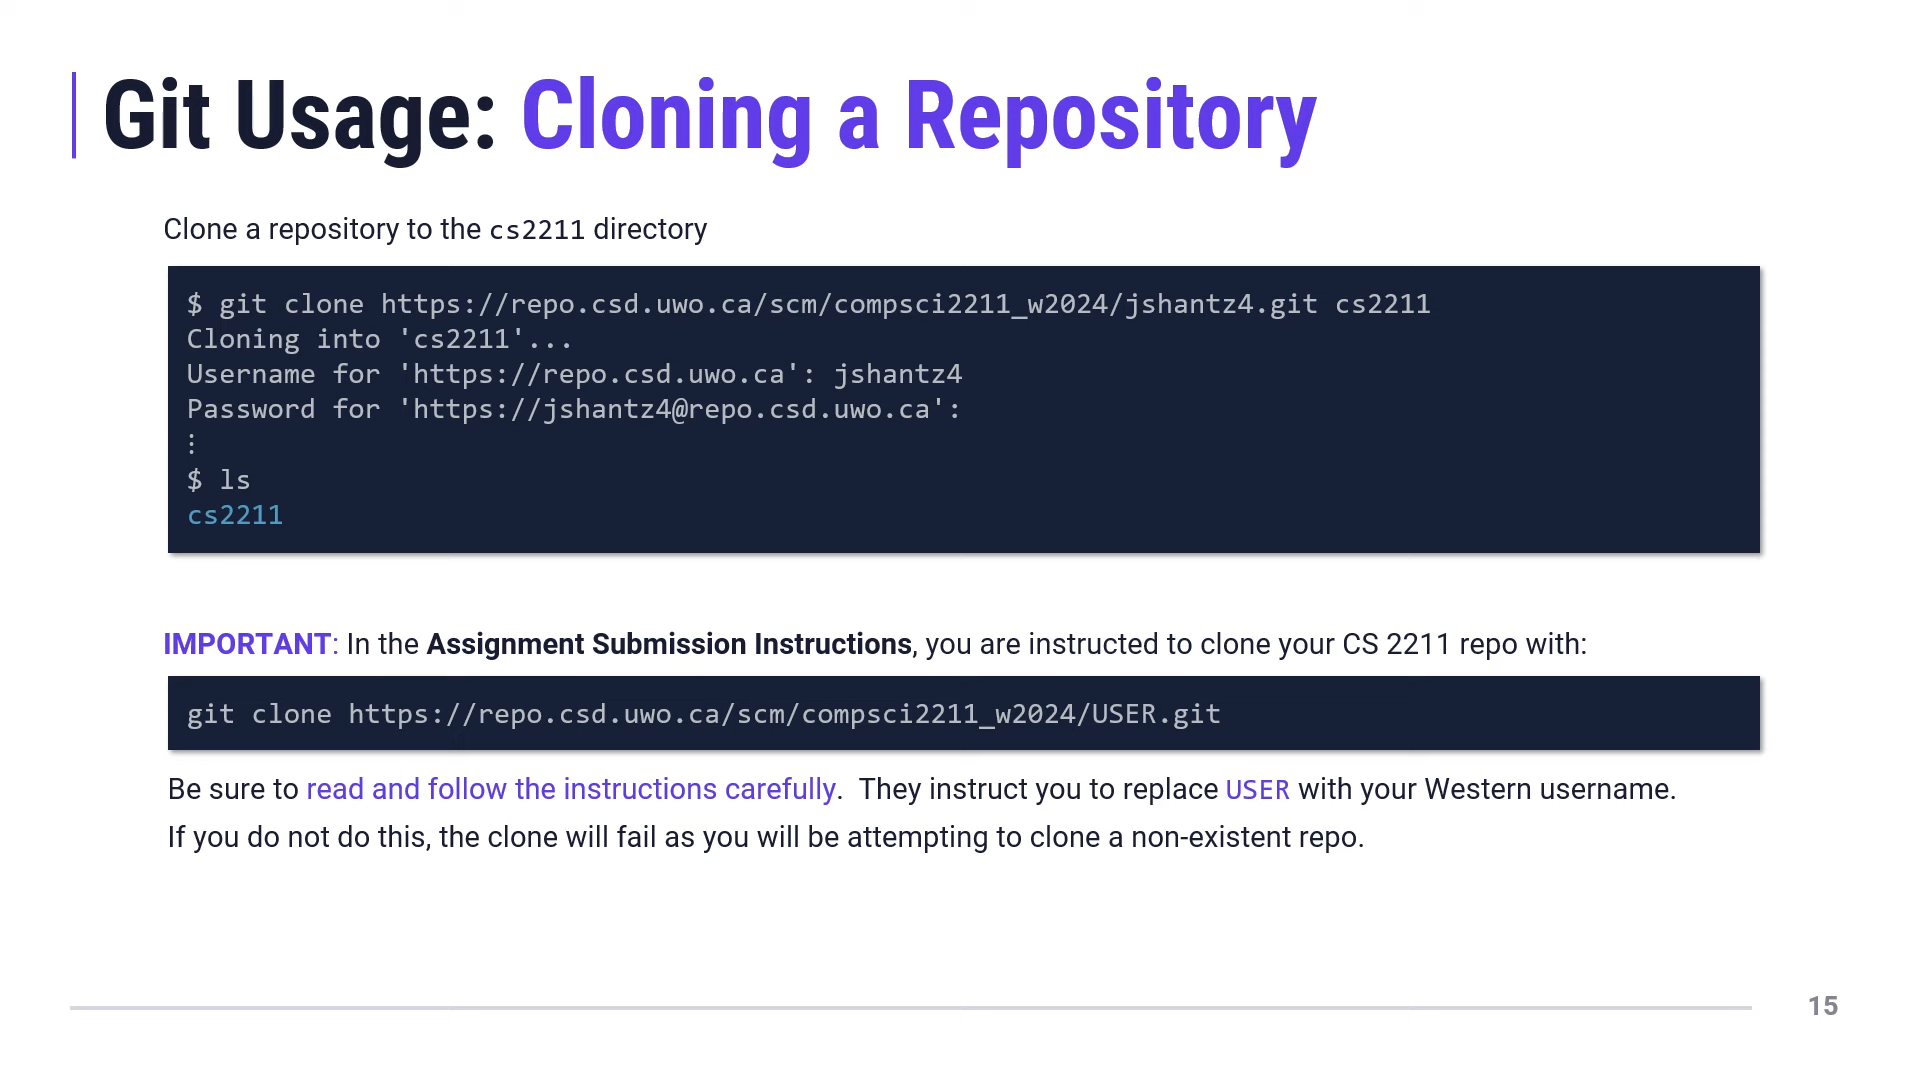 Git Usage: Cloning a Repository
Clone a repository to the cs2211 directory
$ git clone https://repo.csd.uwo.ca/scm/compsci2211_w2024/jshantz4.git cs2211
Cloning into 'cs2211'...
Username for 'https://repo.csd.uwo.ca': jshantz4
Password for 'https://jshantz4@repo.csd.uwo.ca':
⋮
$ ls
cs2211
IMPORTANT: In the Assignment Submission Instructions, you are instructed to clone your CS 2211 repo with:
git clone https://repo.csd.uwo.ca/scm/compsci2211_w2024/USER.git
Be sure to read and follow the instructions carefully.  They instruct you to replace USER with your Western username.
If you do not do this, the clone will fail as you will be attempting to clone a non-existent repo.
15